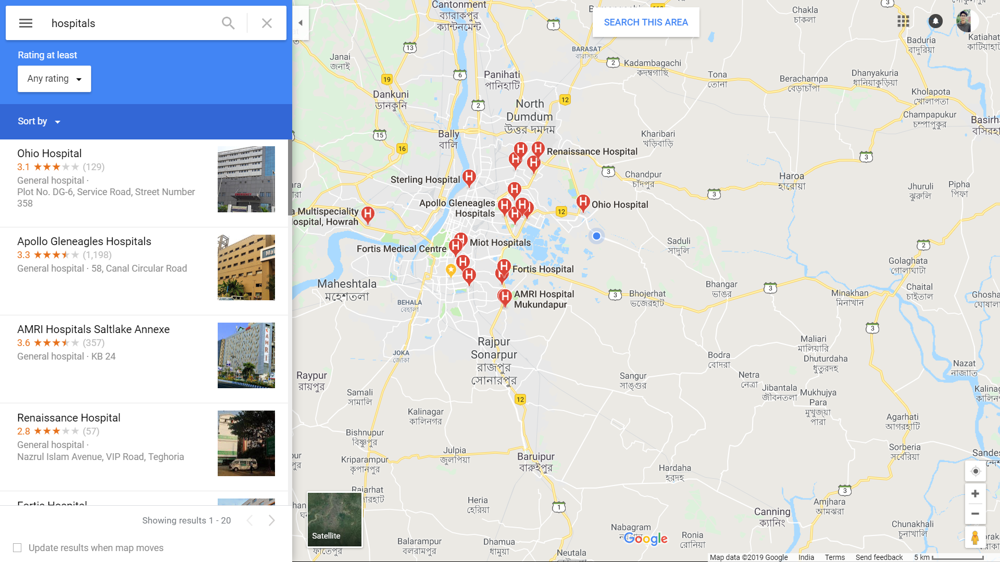 hospitals
Rating at least
Any rating
Sort by
Ohio Hospital
3.1 (129)
General hospital ·
Plot No. DG-6, Service Road, Street Number
358
Apollo Gleneagles Hospitals
3.3 (1,198)
General hospital · 58, Canal Circular Road
AMRI Hospitals Saltlake Annexe
3.6 (357)
General hospital · KB 24
Renaissance Hospital
2.8 (57)
General hospital ·
Nazrul Islam Avenue, VIP Road, Teghoria
Fortis Hospital
Showing results 1 - 20
Update results when map moves
SEARCH THIS AREA
Cantonment
ব্যারাকপুর
ক্যান্টনমেন্ট
1
3
Chakla
চাকলা
Baduria
বাদুরিয়া
Katiahat
কাটিয়াহাট
13
Janai
জনাই
BARASAT
বারাসাত
2
Kadambagachi
কদম্বগাছি
6
Panihati
পানিহাটি
19
Tona
তোনা
Berachampa
বেড়াচাঁপা
Dhanyakuria
ধানিয়াকুড়িয়া
Dankuni
ডানকুনি
12
2
North
Dumdum
উত্তর দমদম
Kholapota
খোলাপতা
Champapukur
চম্পাপুকুর
Basirha
বসিরহা
15
Bally
বালি
16
Kharibari
খড়িবাড়ি
Renaissance Hospital
3
3
Chandpur
চাঁদপুর
Haroa
হারোয়া
Sterling Hospital
Jhuruli
ঝুরুলি
Pipha
পিফা
3
Apollo Gleneagles
Hospitals
12
Ohio Hospital
a Multispeciality
ospital, Howrah
Miot Hospitals
Fortis Medical Centre
Saduli
সাদুলি
2
Golaghata
গোলাঘাটা
Fortis Hospital
Maheshtala
মহেশতলা
BEHALA
বেহালা
AMRI Hospital
Mukundapur
3
Bhojerhat
ভজেরহাট
Bhangar
ভাঙর
3
Minakhan
মিনাখান
Chaital
চাইতাল
Ghosha
ঘোষালা
3
Rajpur
Sonarpur
রাজপুর
সোনারপুর
JOKA
জোকা
Maliari
মালিয়ারি
Bodra
বোদরা
Dhuturdaha
ধুতুরদহ
Nazat
নাজাত
Raypur
রায়পুর
Sangur
সাঙ্গুর
Netra
নেত্রা
Jibantala
জীবনতলা
Mukhujya
Para
মুখুজ্য়া
পারা
Samali
সামালি
12
Kalinagar
কালিনগর
Agarhati
আগরহাটি
Bishnupur
বিষ্ণুপুর
Julpia
জুলপিয়া
Sorberia
সর্বেরিয়া
Kriparampur
কৃপানপুর
Baruipur
বারুইপুর
Hardaha
হরদহ
Rajarhat
3
Heria
হেরিয়া
1
Amjhara
আমঝরা
Canning
ক্যানিং
Chunakhali
চুনাখালি
Satellite
Nabagram
Google
Ronia
রোনিয়া
Balarampur
বলরামপুর
Dhamua
ধামুয়া
Neutala
Map data ©2019 Google India Terms Send feedback 5 km